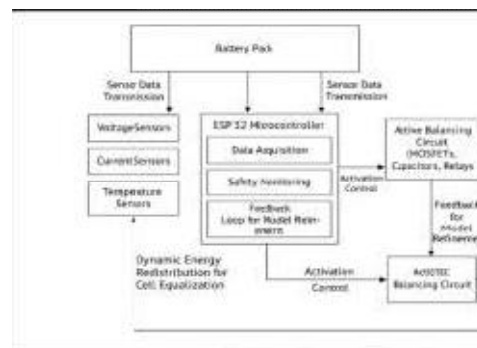 Battery Pack
Sensor Data
Transmission
Sensor Data
Transmission
VoltageSensors
CurrentSensors
Temperature
Sensors
ESP 32 Microcontroller
Data Acquisition
Safety Monitoring
Feedback
Loop for Model Rein-
ement
Activation
Control
Active Balancing
Circuit
(MOSFETs,
Capacitors, Relays
Feedback
for
Model
Refineme
Dynamic Energy
Redistribution for
Cell Equalization
Activation
Control
Balancing Circuit